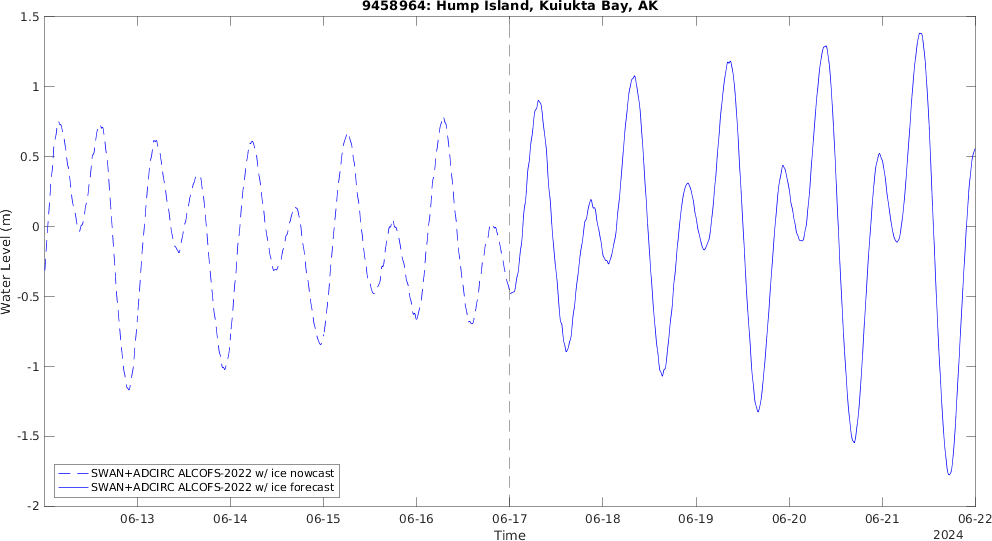 9458964: Hump Island, Kuiukta Bay, AK
1.5
1
0.5
0
-0.5
-1
-1.5
-2
Water Level (m)
SWAN+ADCIRC ALCOFS-2022 w/ ice nowcast
SWAN+ADCIRC ALCOFS-2022 w/ ice forecast
06-13 06-14 06-15 06-16 06-17 06-18 06-19 06-20 06-21 06-22
Time
2024